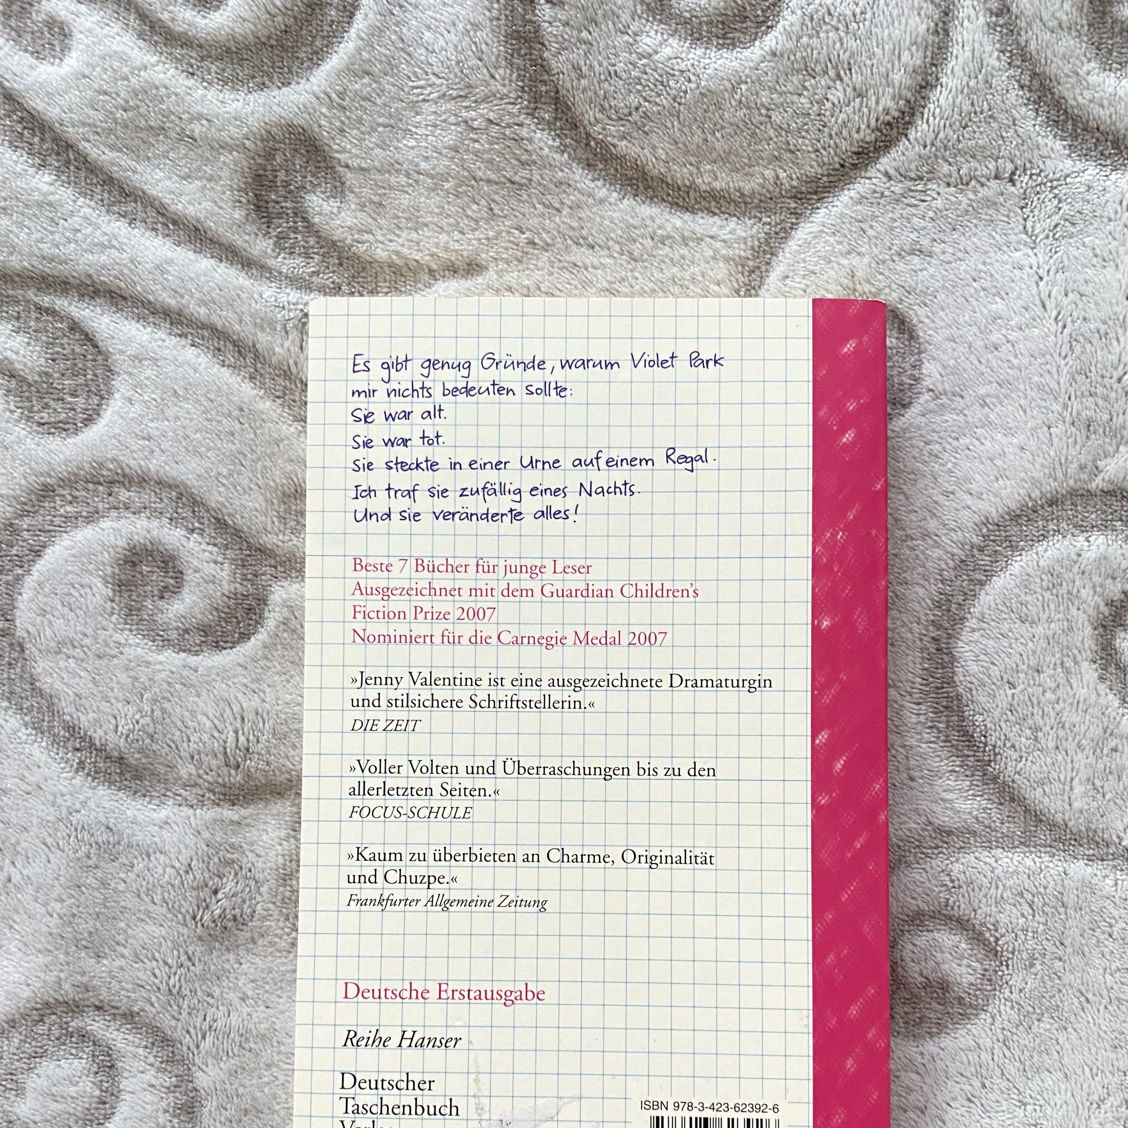 Es gibt genug Gründe, warum Violet Park
mir nichts bedeuten sollte:
Sie war alt.
Sie war tot.
Sie steckte in einer Urne auf einem Regal.
Ich traf sie zufällig eines Nachts.
Und sie veränderte alles!
Beste 7 Bücher für junge Leser
Ausgezeichnet mit dem Guardian Children's
Fiction Prize 2007
Nominiert für die Carnegie Medal 2007
»Jenny Valentine ist eine ausgezeichnete Dramaturgin
und stilsichere Schriftstellerin.«
DIE ZEIT
»Voller Volten und Überraschungen bis zu den
allerletzten Seiten.«
FOCUS-SCHULE
»Kaum zu überbieten an Charme, Originalität
und Chuzpe.«
Frankfurter Allgemeine Zeitung
Deutsche Erstausgabe
Reihe Hanser
Deutscher
Taschenbuch
ISBN 978-3-423-62392-6